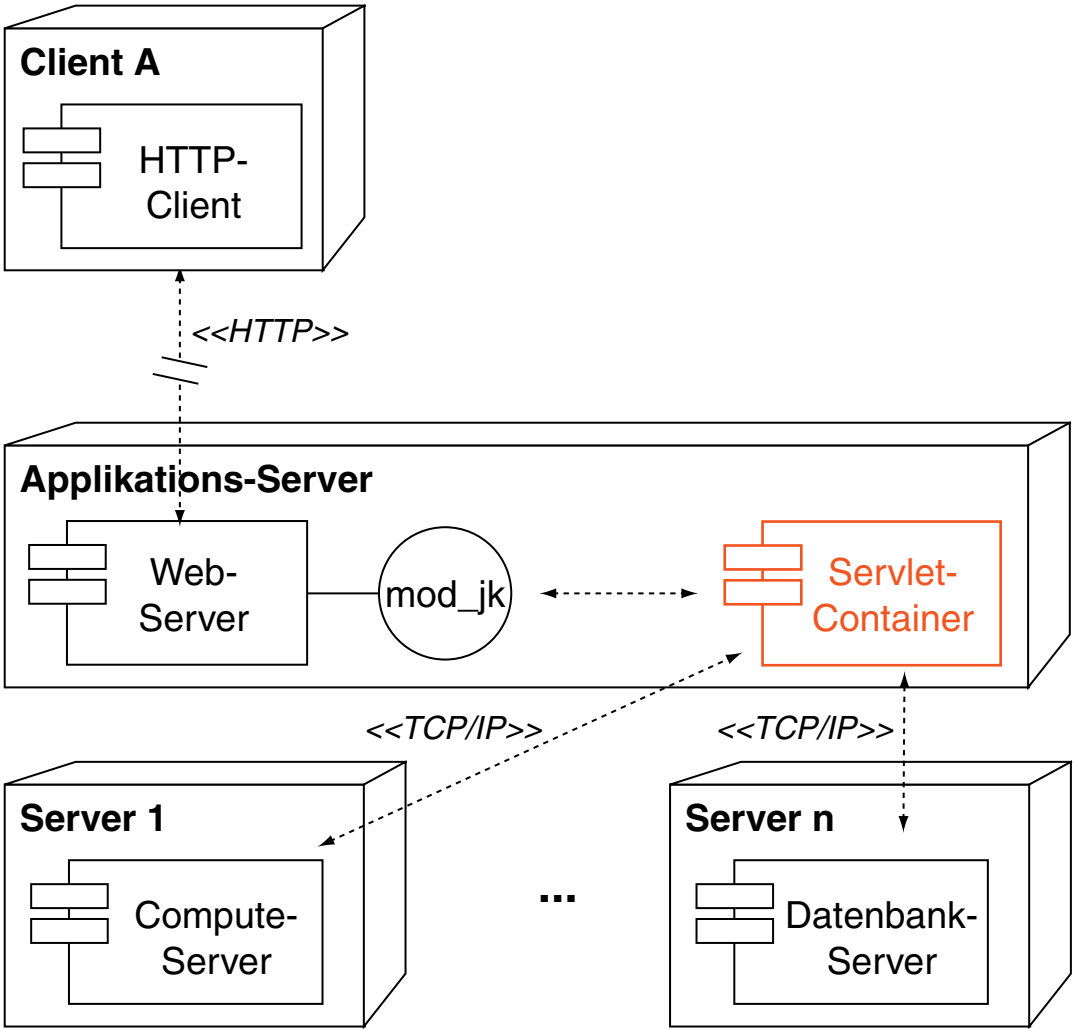 Client A
HTTP-
Client
<<HTTP>>
Applikations-Server
Web-
Server
mod_jk
Servlet-
Container
<<TCP/IP>>
<<TCP/IP>>
Server 1
Compute-
Server
...
Server n
Datenbank-
Server